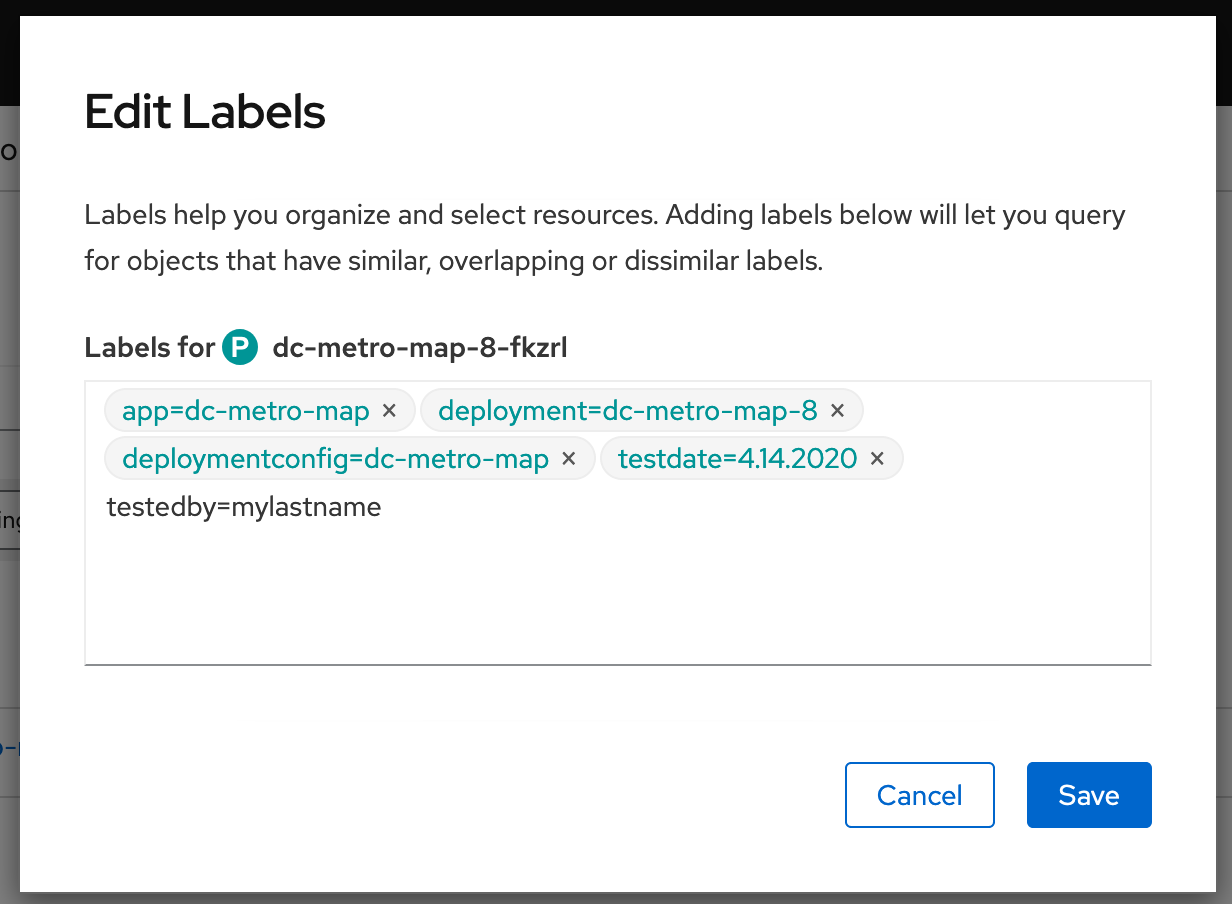 Edit Labels
Labels help you organize and select resources. Adding labels below will let you query
for objects that have similar, overlapping or dissimilar labels.
Labels for P dc-metro-map-8-fkzrl
app=dc-metro-map × deployment=dc-metro-map-8 ×
deploymentconfig=dc-metro-map × testdate=4.14.2020 ×
testedby=mylastname
Cancel Save